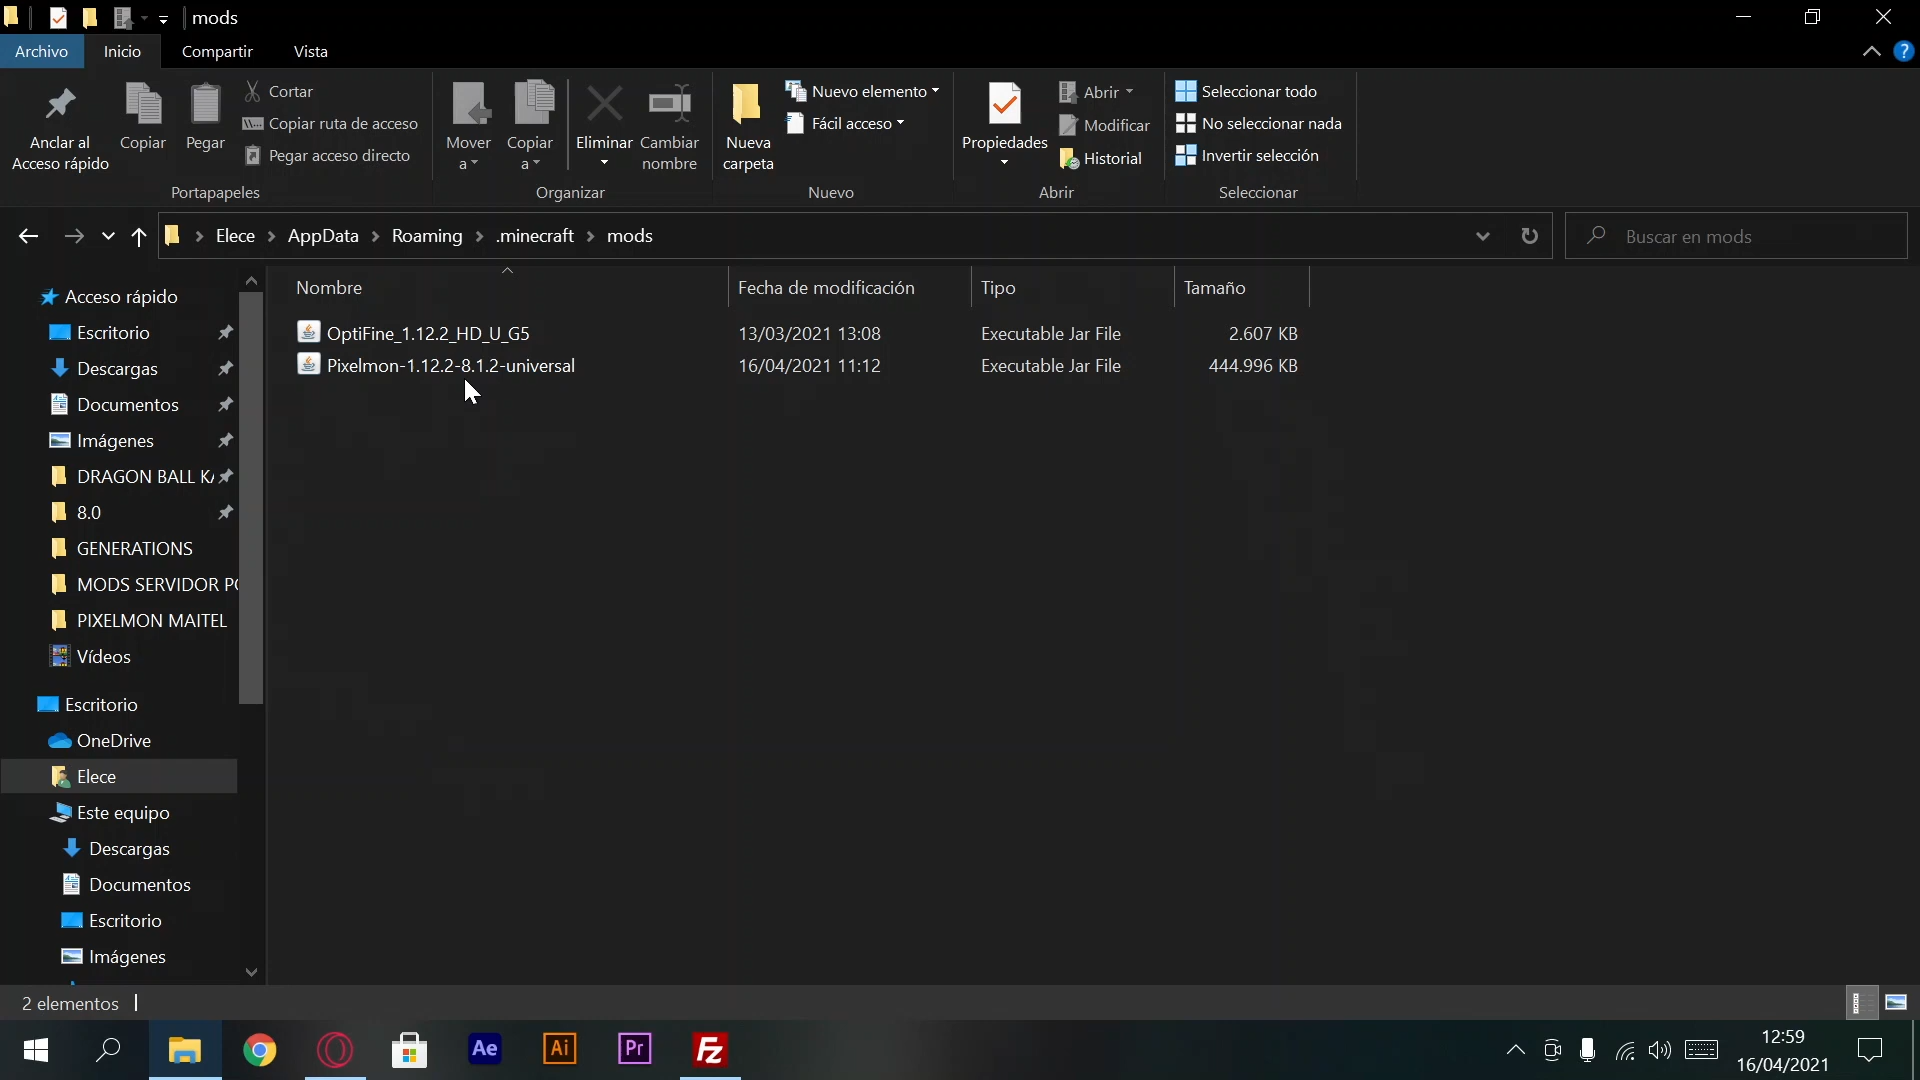 mods
Archivo Inicio Compartir Vista
Anclar al
Acceso rápido
Copiar
Pegar
Cortar
Copiar ruta de acceso
Pegar acceso directo
Portapapeles
Mover
a
Copiar
a
Eliminar
Cambiar
nombre
Organizar
Nueva
carpeta
Nuevo elemento
Fácil acceso
Nuevo
Propiedades
Abrir
Modificar
Historial
Abrir
Seleccionar todo
No seleccionar nada
Invertir selección
Seleccionar
Elece > AppData > Roaming > .minecraft > mods
Buscar en mods
Acceso rápido
Escritorio
Descargas
Documentos
Imágenes
DRAGON BALL KA
8.0
GENERATIONS
MODS SERVIDOR PO
PIXELMON MAITEL
Vídeos
Escritorio
OneDrive
Elece
Este equipo
Descargas
Documentos
Escritorio
Imágenes
Nombre Fecha de modificación Tipo Tamaño
OptiFine_1.12.2_HD_U_G5 13/03/2021 13:08 Executable Jar File 2.607 KB
Pixelmon-1.12.2-8.1.2-universal 16/04/2021 11:12 Executable Jar File 444.996 KB
2 elementos
Ae
Ai
Pr
Fz
12:59
16/04/2021